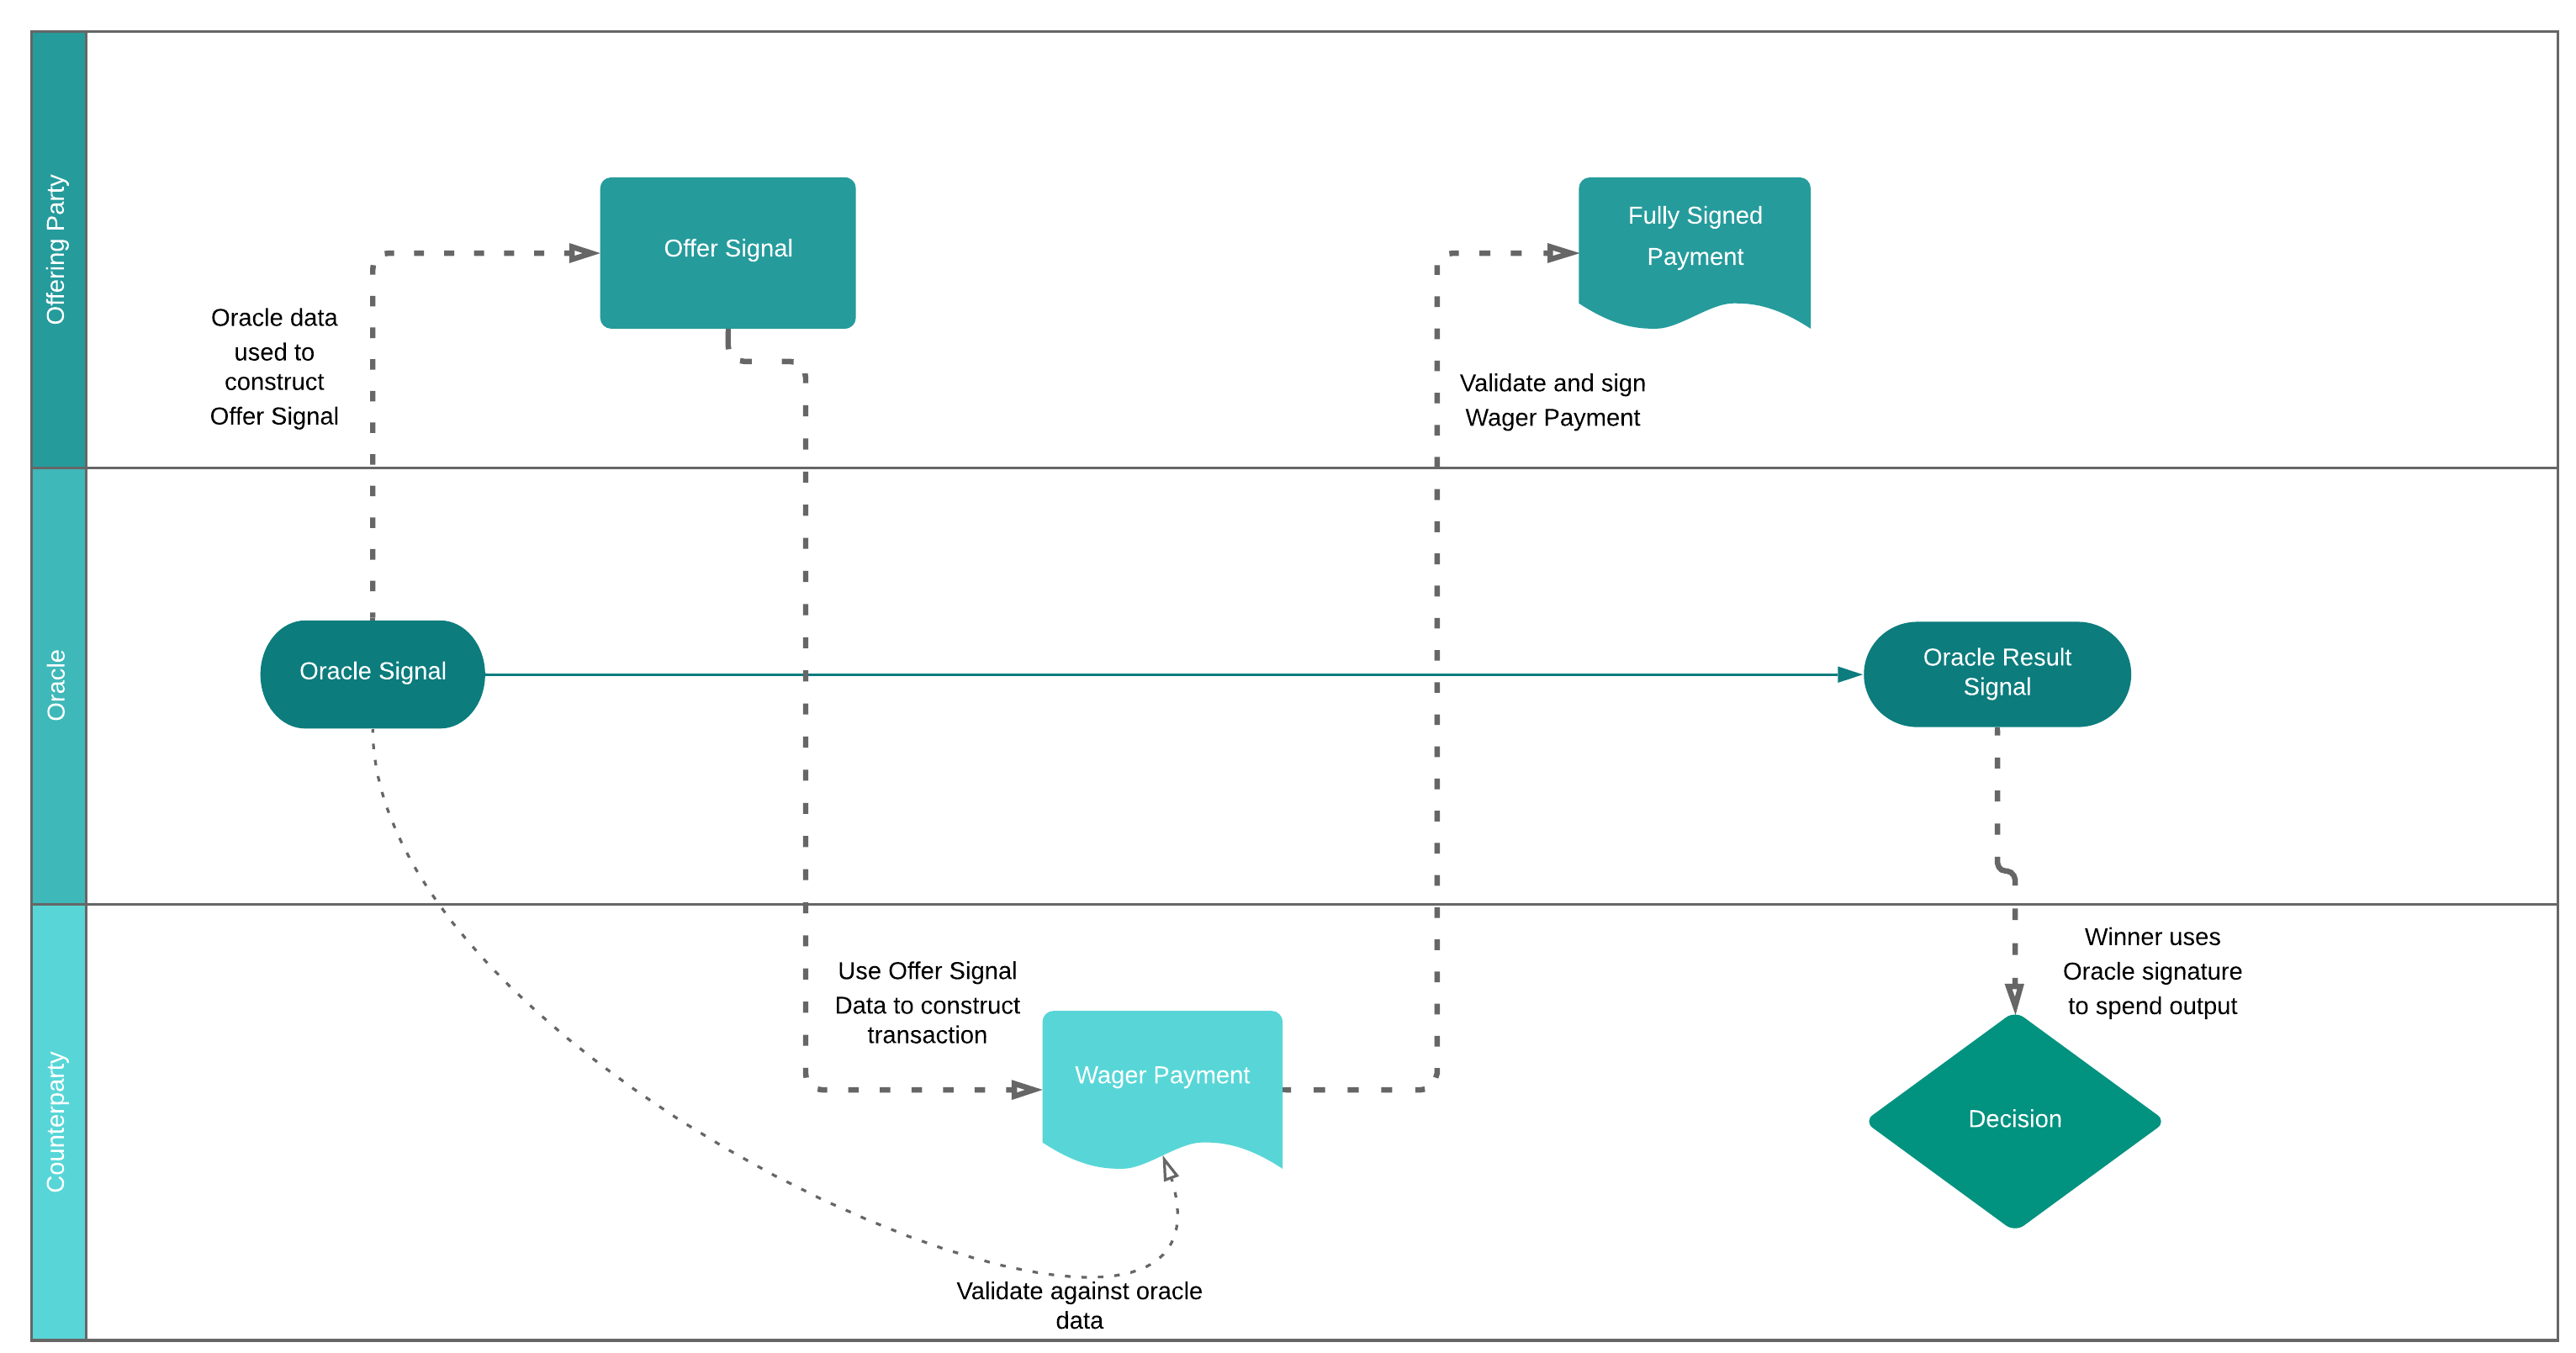 Offering Party
Offer Signal
Fully Signed
Payment
Oracle data
used to
construct
Offer Signal
Validate and sign
Wager Payment
Oracle
Oracle Signal
Oracle Result
Signal
Counterparty
Use Offer Signal
Data to construct
transaction
Wager Payment
Winner uses
Oracle signature
to spend output
Decision
Validate against oracle
data